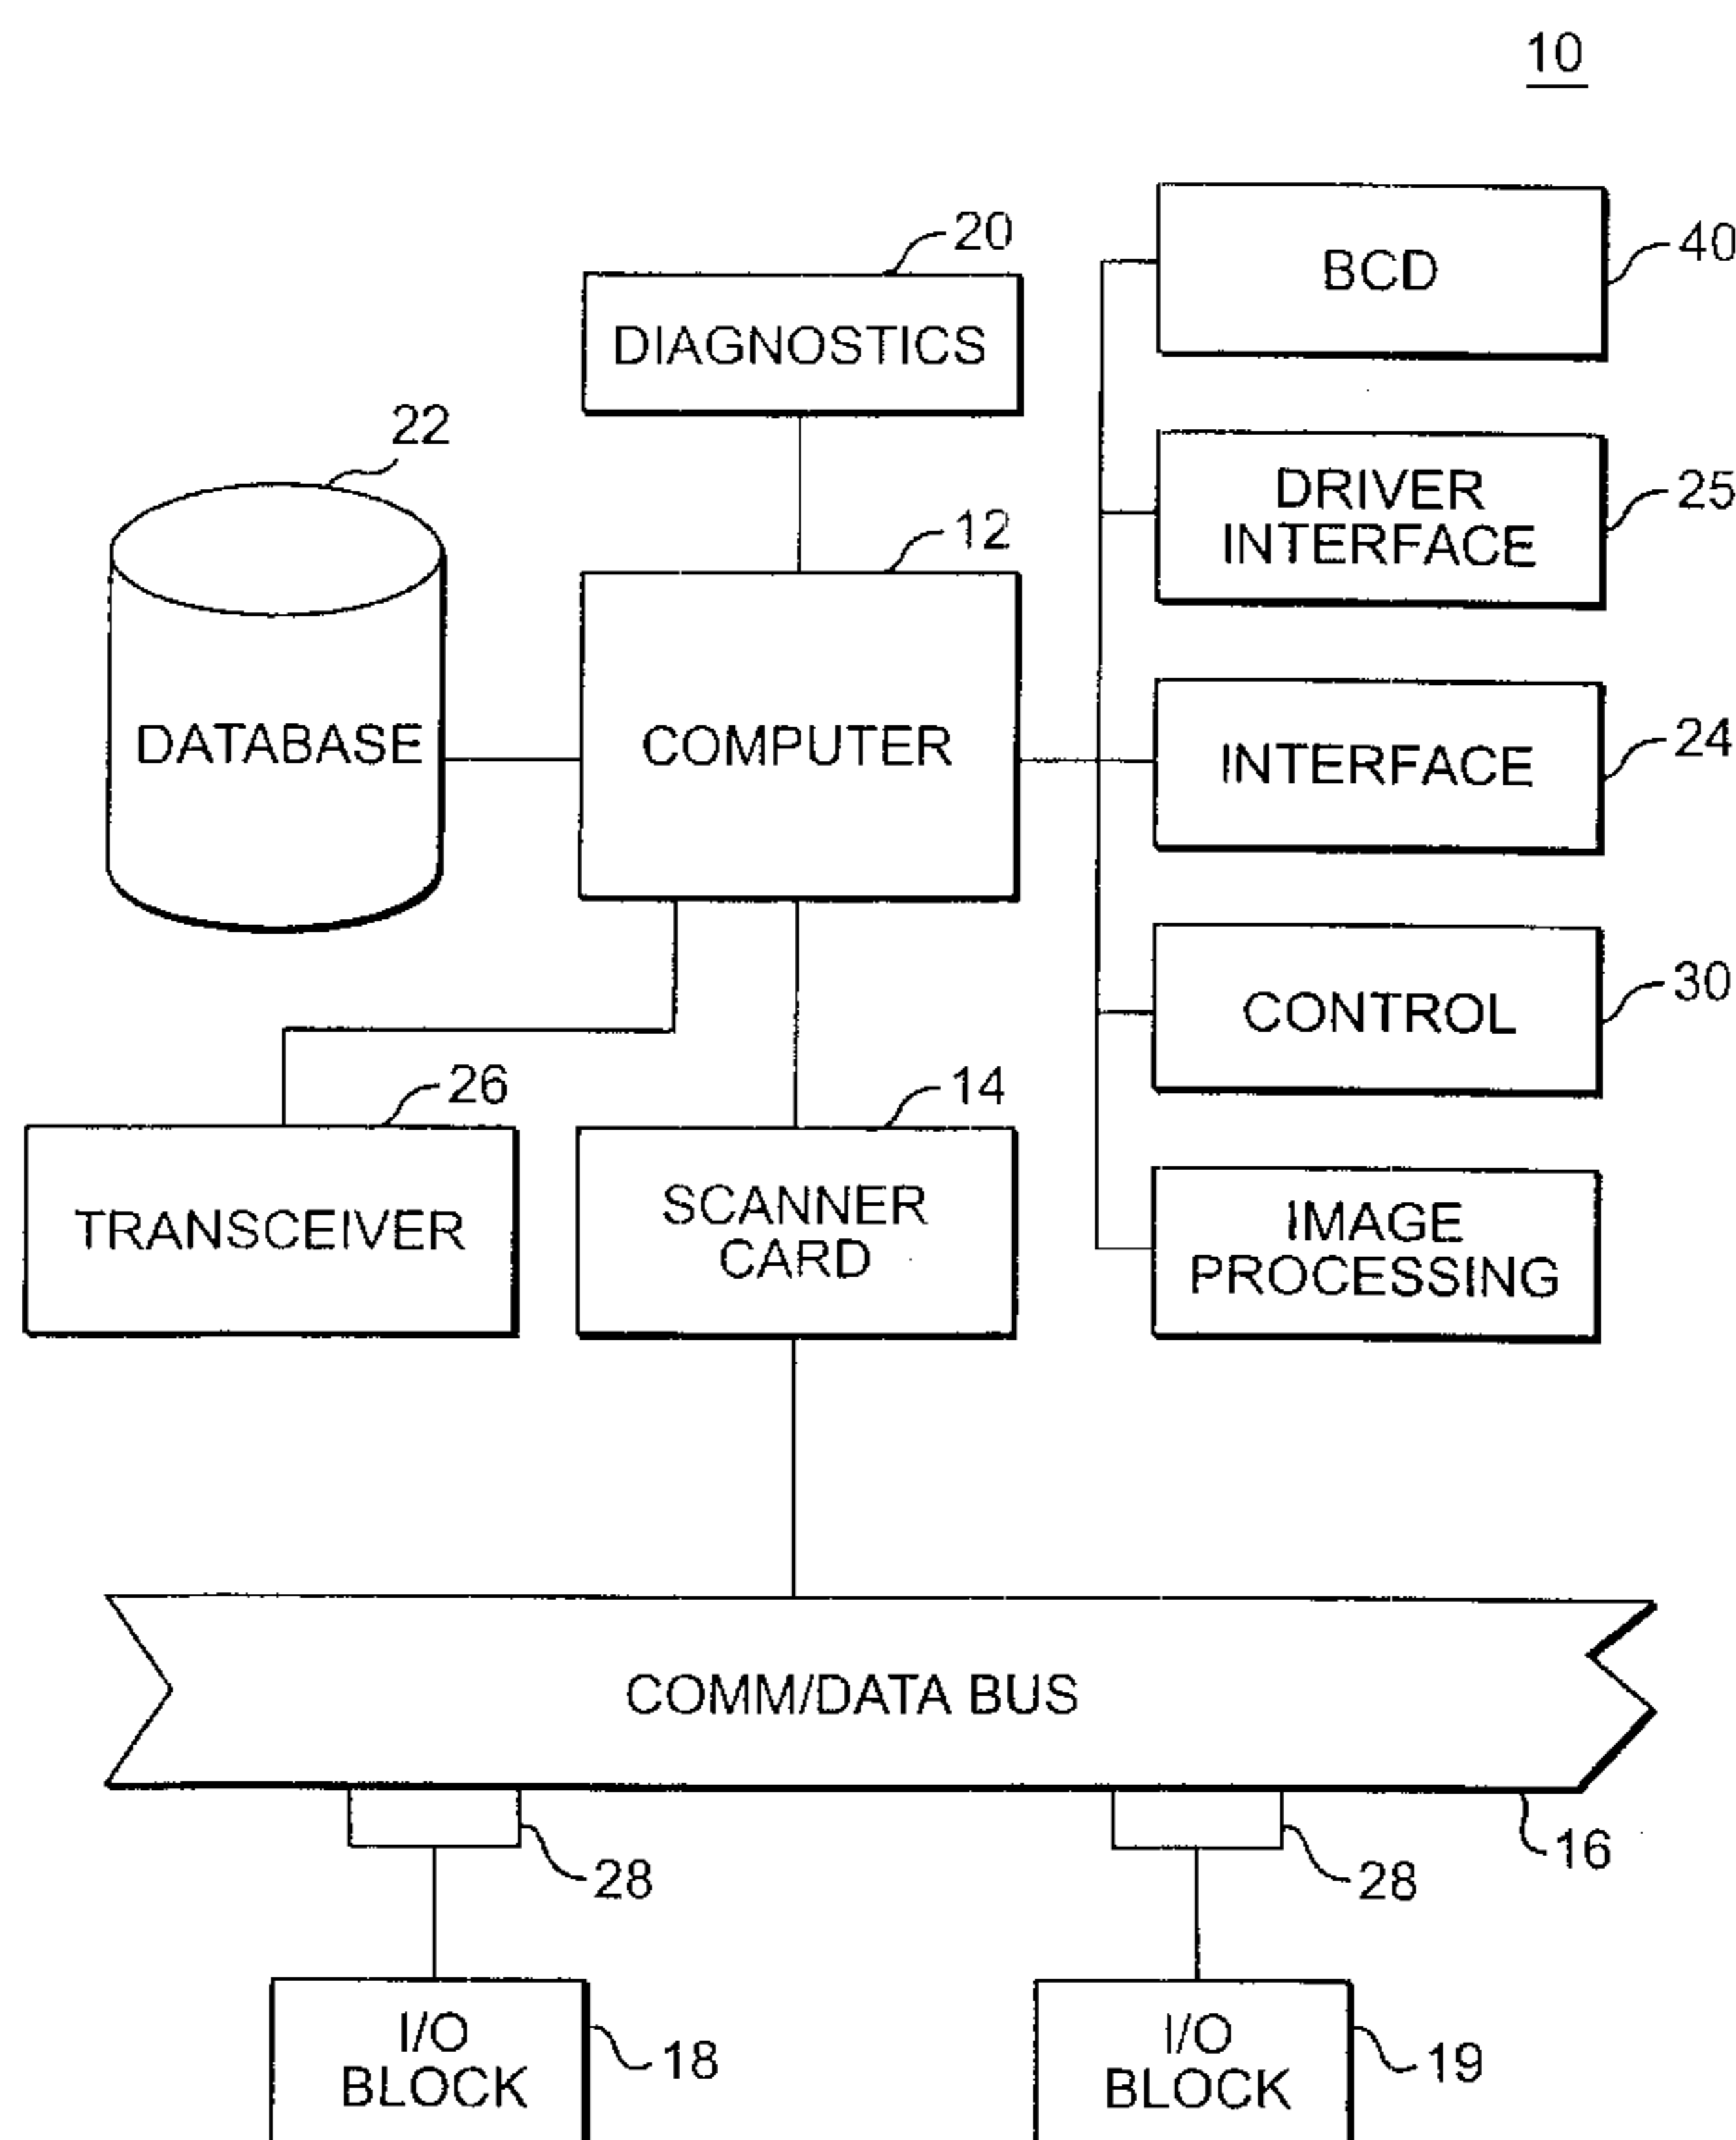 10
BCD
40
20
DIAGNOSTICS
22
DRIVER
INTERFACE
25
12
DATABASE
COMPUTER
INTERFACE
24
CONTROL
30
26
14
TRANSCEIVER
SCANNER
CARD
IMAGE
PROCESSING
COMM/DATA BUS
16
28
28
I/O
BLOCK
18
I/O
BLOCK
19